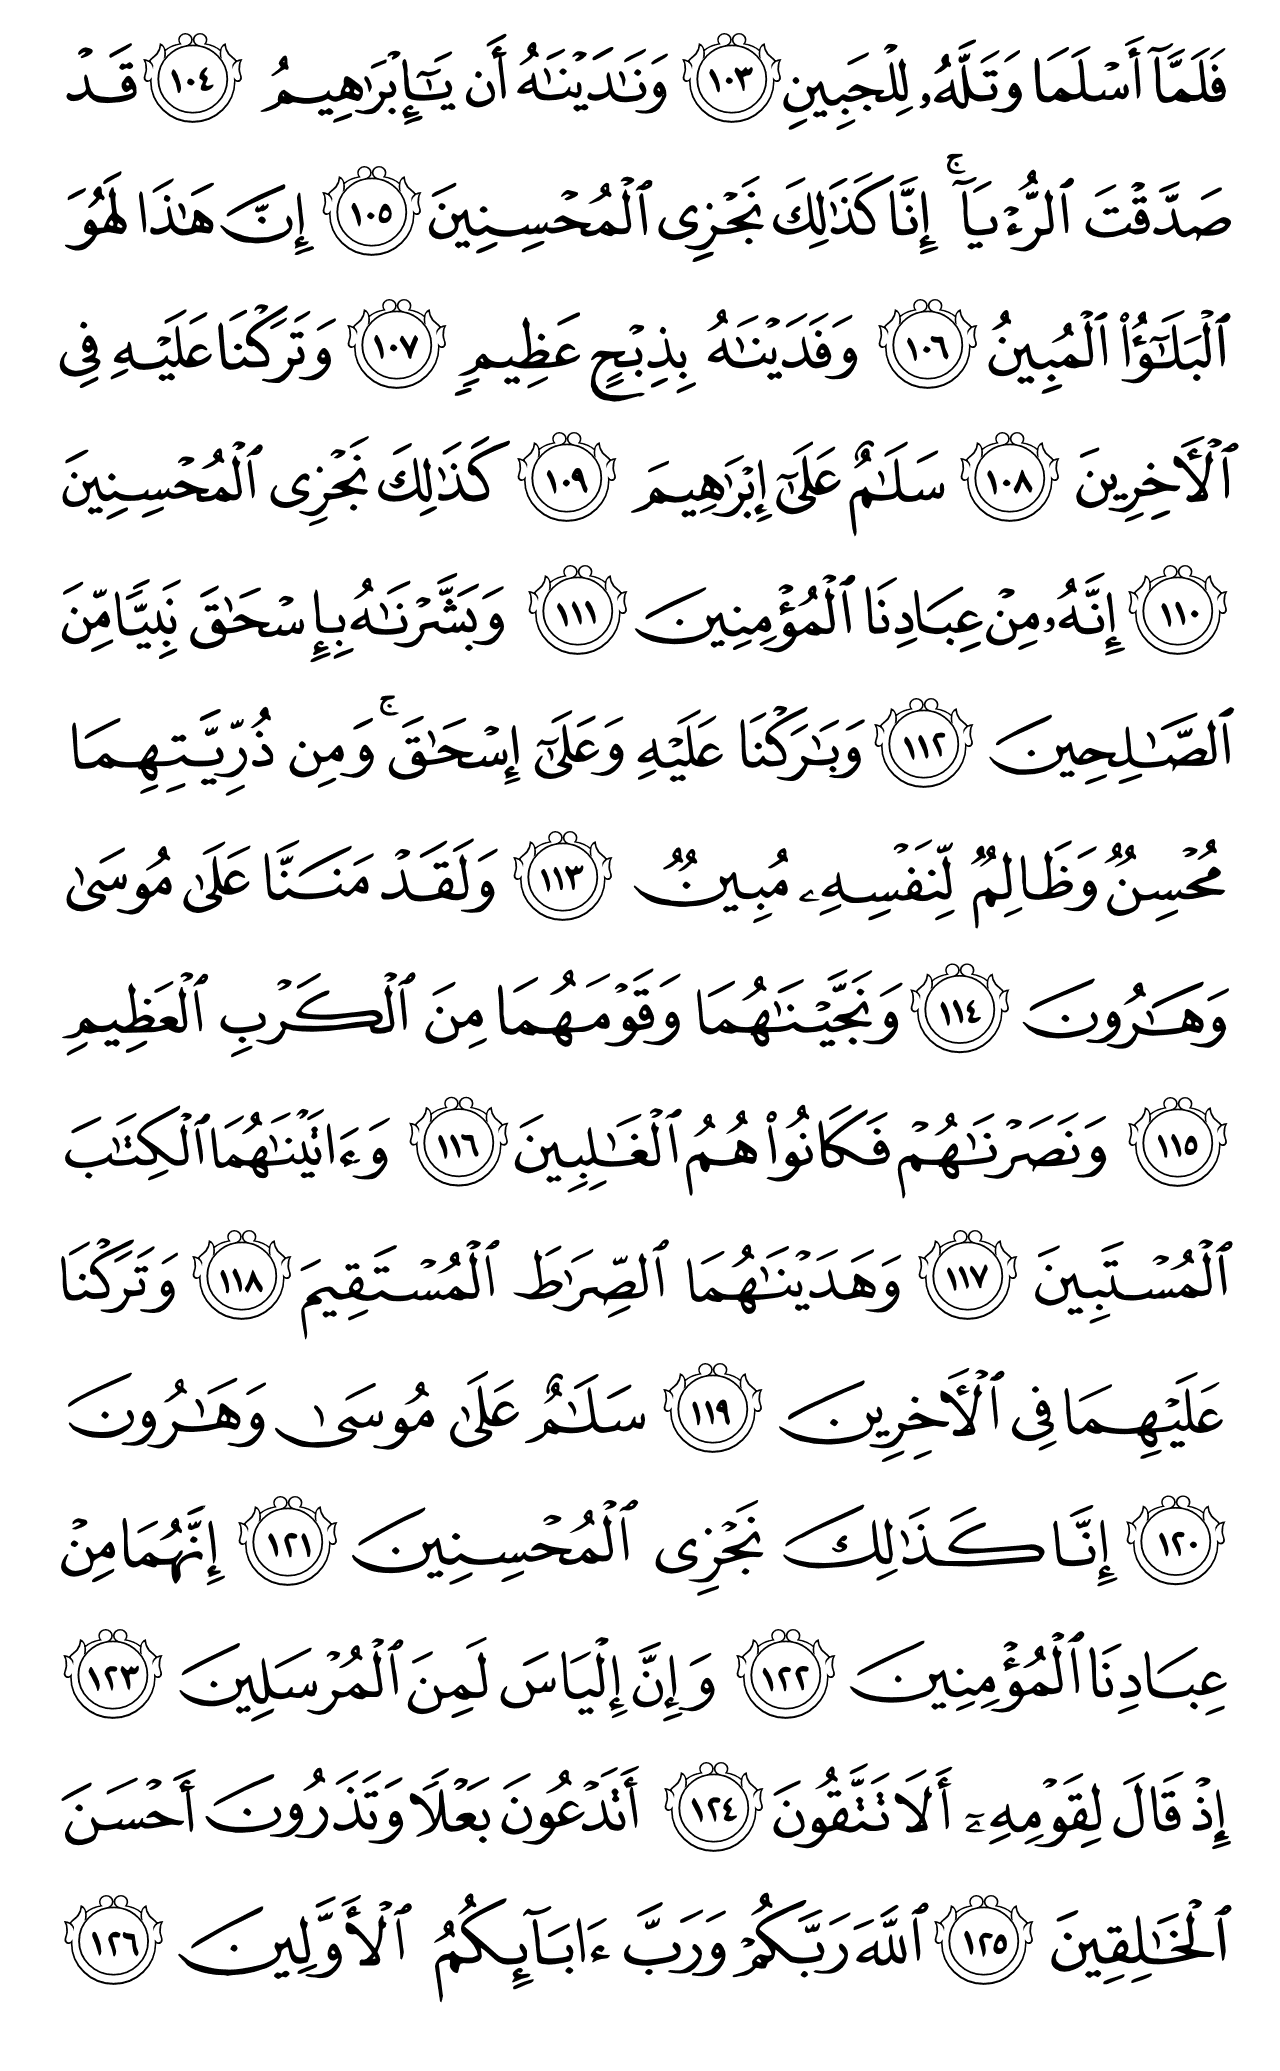 فَلَمَّآ أَسْلَمَا وَتَلَّهُۥ لِلْجَبِينِ ١٠٣ وَنَٰدَيْنَٰهُ أَن يَٰٓإِبْرَٰهِيمُ ١٠٤ قَدْ
صَدَّقْتَ ٱلرُّءْيَآ ۚ إِنَّا كَذَٰلِكَ نَجْزِى ٱلْمُحْسِنِينَ ١٠٥ إِنَّ هَٰذَا لَهُوَ
ٱلْبَلَٰٓؤُا۟ ٱلْمُبِينُ ١٠٦ وَفَدَيْنَٰهُ بِذِبْحٍ عَظِيمٍ ١٠٧ وَتَرَكْنَا عَلَيْهِ فِى
ٱلْأَخِرِينَ ١٠٨ سَلَٰمٌ عَلَىٰٓ إِبْرَٰهِيمَ ١٠٩ كَذَٰلِكَ نَجْزِى ٱلْمُحْسِنِينَ
١١٠ إِنَّهُۥ مِنْ عِبَادِنَا ٱلْمُؤْمِنِينَ ١١١ وَبَشَّرْنَٰهُ بِإِسْحَٰقَ نَبِيًّا مِّنَ
ٱلصَّٰلِحِينَ ١١٢ وَبَٰرَكْنَا عَلَيْهِ وَعَلَىٰٓ إِسْحَٰقَ ۚ وَمِن ذُرِّيَّتِهِمَا
مُحْسِنٌ وَظَالِمٌ لِّنَفْسِهِۦ مُبِينٌ ١١٣ وَلَقَدْ مَنَنَّا عَلَىٰ مُوسَىٰ
وَهَٰرُونَ ١١٤ وَنَجَّيْنَٰهُمَا وَقَوْمَهُمَا مِنَ ٱلْكَرْبِ ٱلْعَظِيمِ
١١٥ وَنَصَرْنَٰهُمْ فَكَانُوا۟ هُمُ ٱلْغَٰلِبِينَ ١١٦ وَءَاتَيْنَٰهُمَا ٱلْكِتَٰبَ
ٱلْمُسْتَبِينَ ١١٧ وَهَدَيْنَٰهُمَا ٱلصِّرَٰطَ ٱلْمُسْتَقِيمَ ١١٨ وَتَرَكْنَا
عَلَيْهِمَا فِى ٱلْأَخِرِينَ ١١٩ سَلَٰمٌ عَلَىٰ مُوسَىٰ وَهَٰرُونَ
١٢٠ إِنَّا كَذَٰلِكَ نَجْزِى ٱلْمُحْسِنِينَ ١٢١ إِنَّهُمَا مِنْ
عِبَادِنَا ٱلْمُؤْمِنِينَ ١٢٢ وَإِنَّ إِلْيَاسَ لَمِنَ ٱلْمُرْسَلِينَ ١٢٣
إِذْ قَالَ لِقَوْمِهِۦٓ أَلَا تَتَّقُونَ ١٢٤ أَتَدْعُونَ بَعْلًا وَتَذَرُونَ أَحْسَنَ
ٱلْخَٰلِقِينَ ١٢٥ ٱللَّهَ رَبَّكُمْ وَرَبَّ ءَابَآئِكُمُ ٱلْأَوَّلِينَ ١٢٦